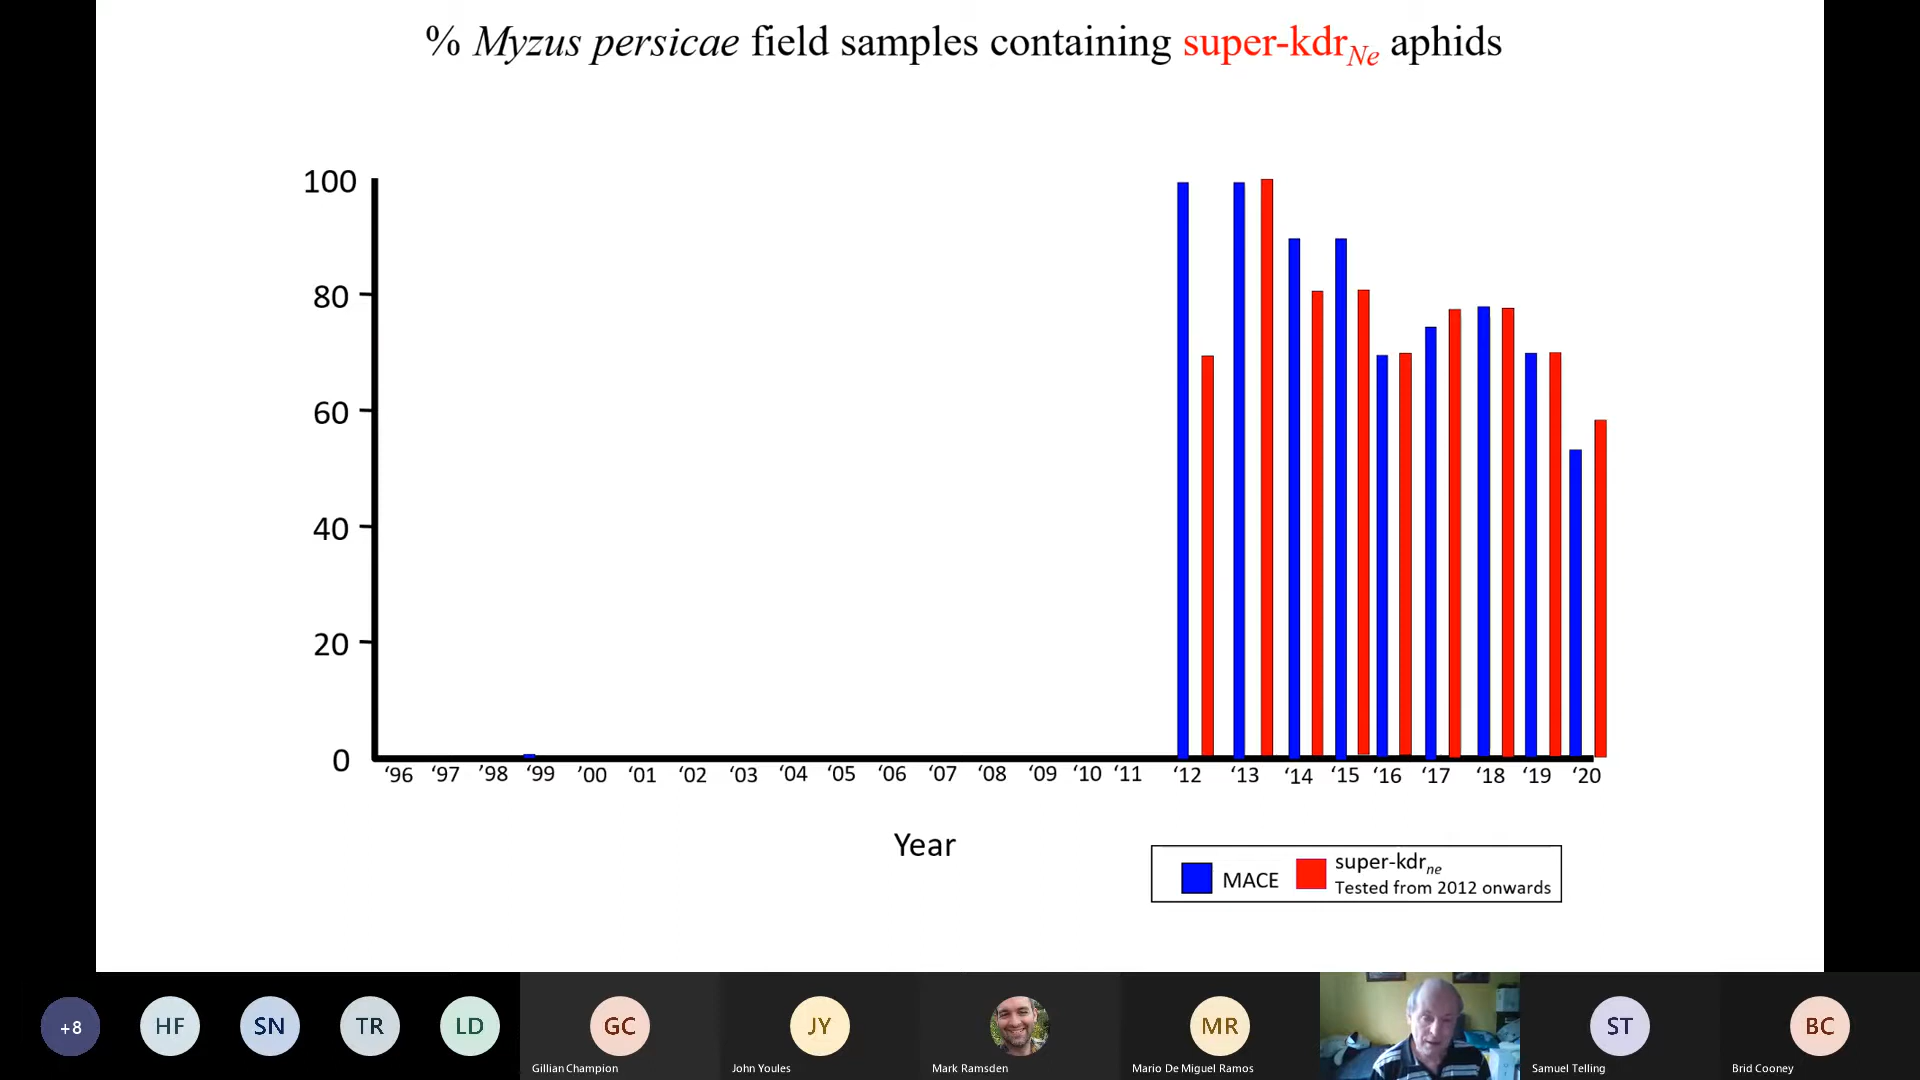 % Myzus persicae field samples containing super-kdrNe aphids
100
80
60
40
20
0
‘96 ‘97 ’98 ‘99 ‘00 ‘01 ‘02 ‘03 ‘04 ‘05 ‘06 ‘07 ‘08 ‘09 ‘10 ‘11 ‘12 ‘13 ‘14 ‘15 ‘16 ‘17 ‘18 ‘19 ‘20
Year
MACE
super-kdrne
Tested from 2012 onwards
+8 HF SN TR LD GC JY MR ST BC
Gillian Champion John Youles Mark Ramsden Mario De Miguel Ramos Samuel Telling Brid Cooney